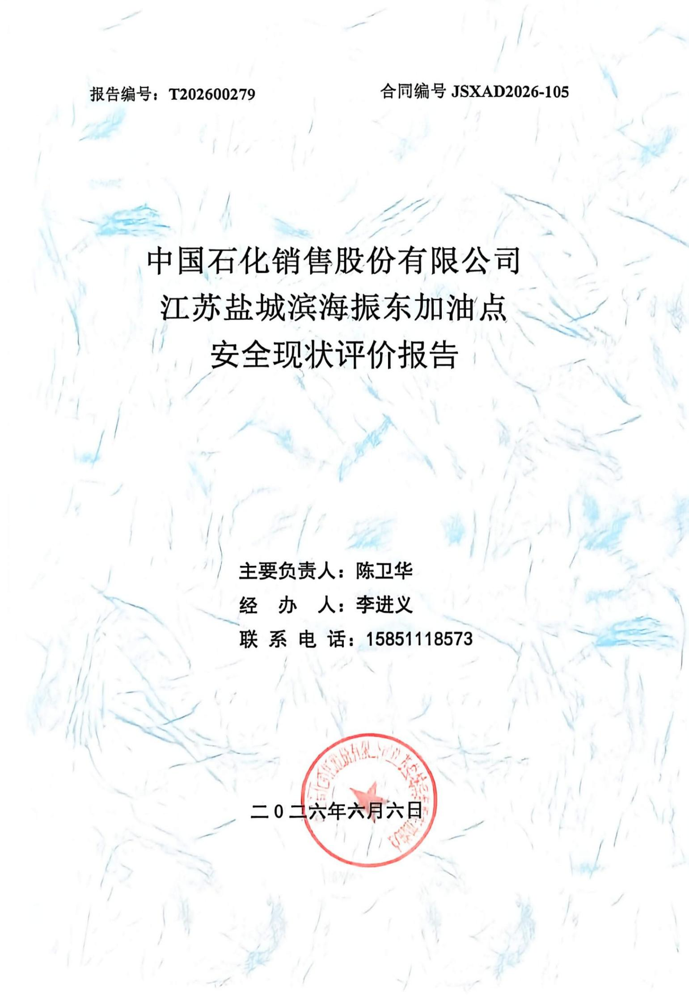 报告编号：T202600279
合同编号 JSXAD2026-105
中国石化销售股份有限公司
江苏盐城滨海振东加油点
安全现状评价报告
主要负责人：陈卫华
经 办 人：李进义
联 系 电 话：15851118573
二0二六年六月六日